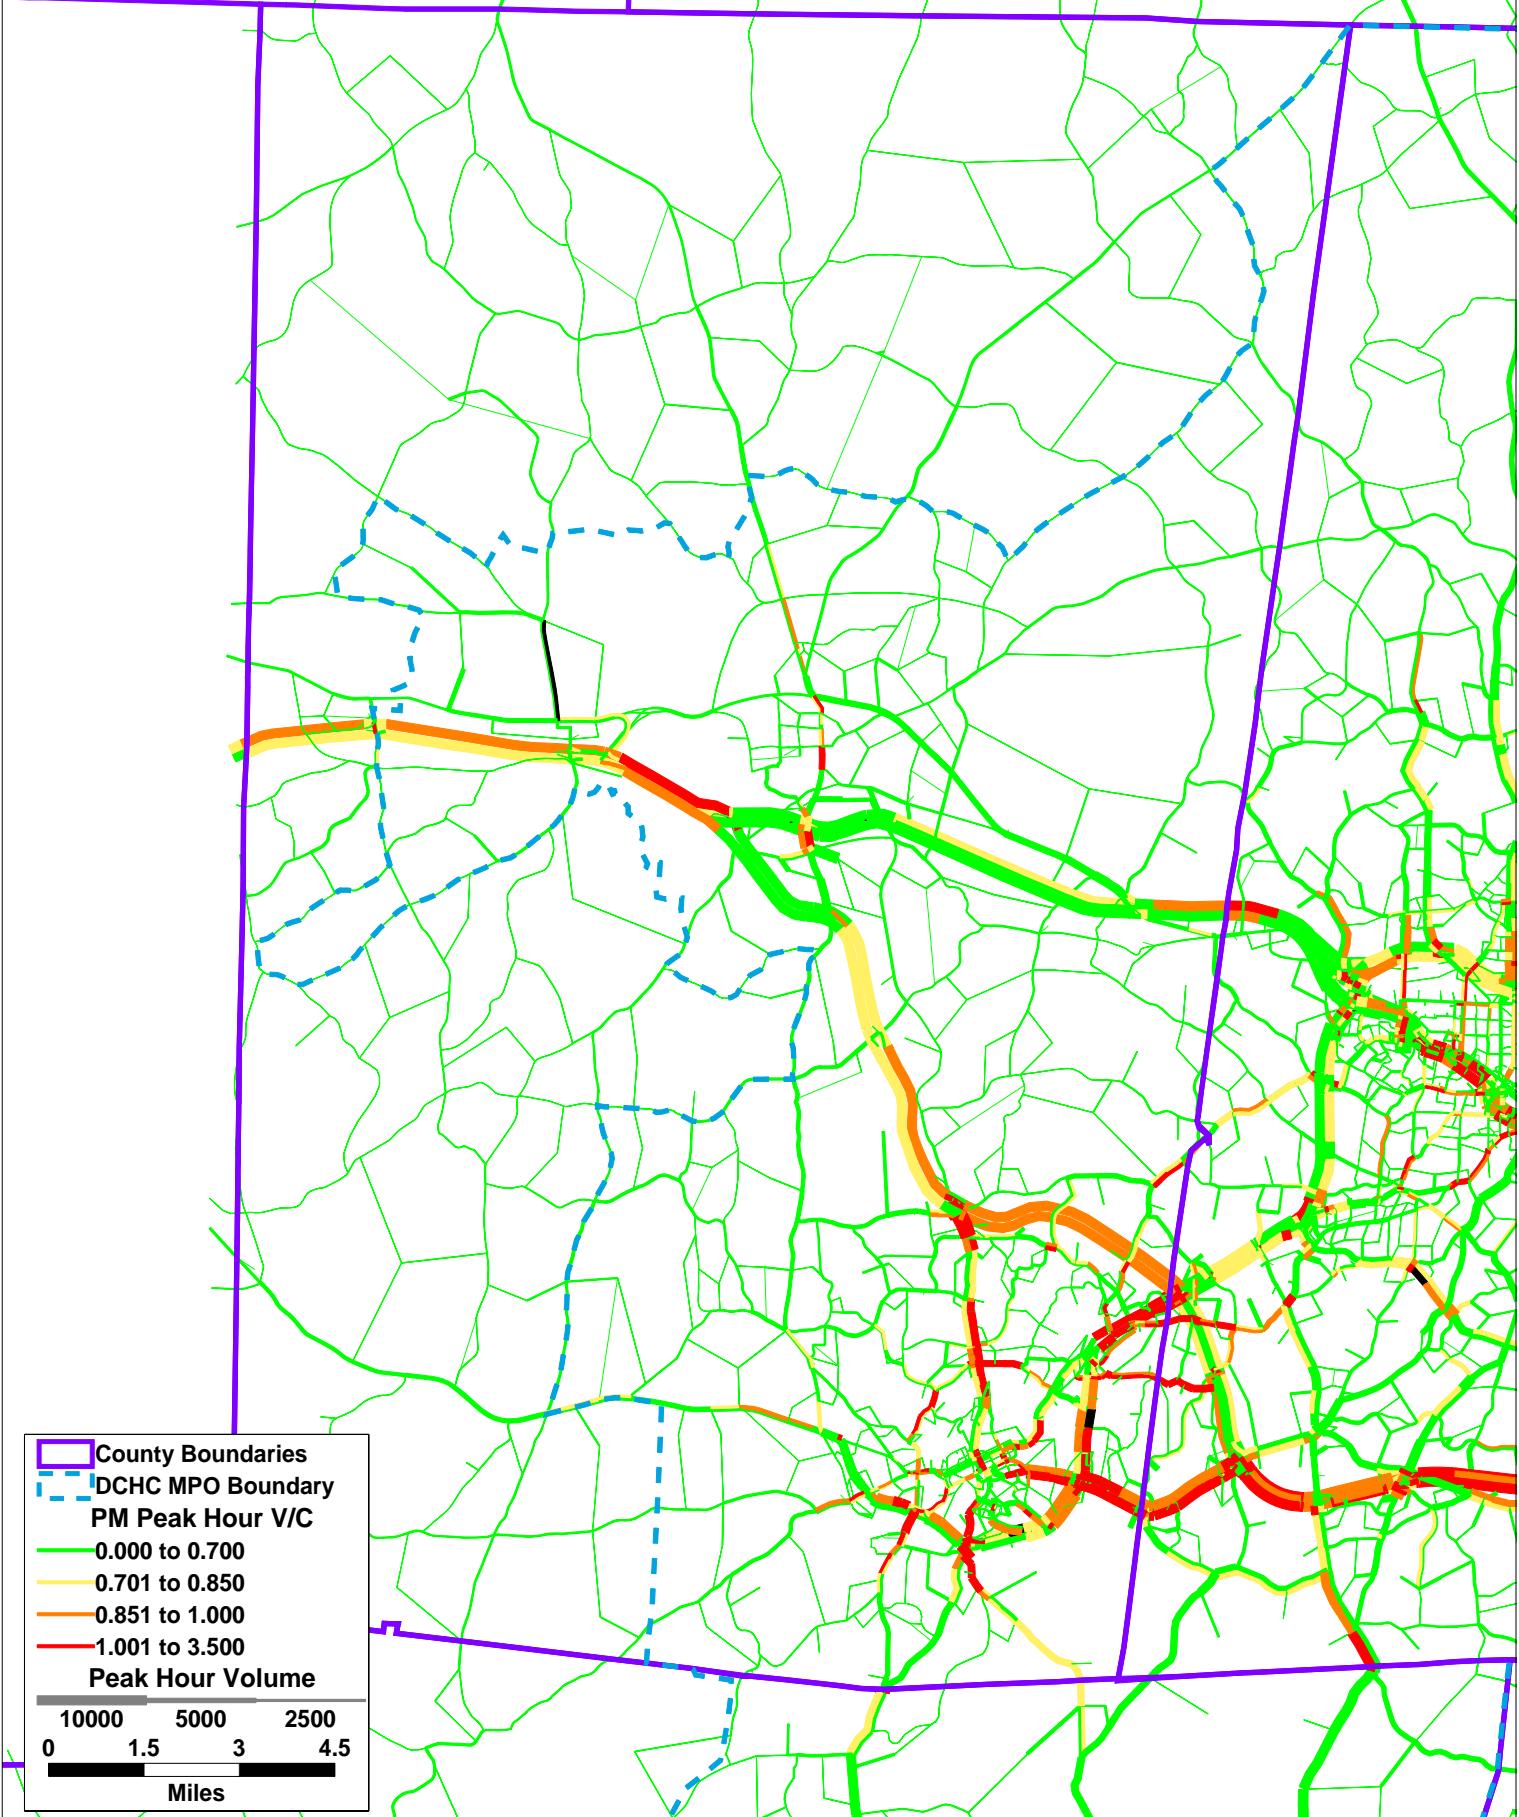 County Boundaries
DCHC MPO Boundary
PM Peak Hour V/C
0.000 to 0.700
0.701 to 0.850
0.851 to 1.000
1.001 to 3.500
Peak Hour Volume
10000 5000 2500
0 1.5 3 4.5
Miles